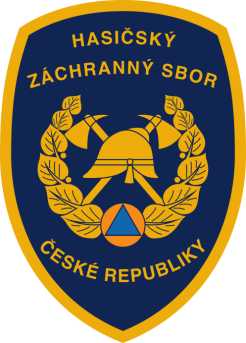 HASIČSKÝ
ZÁCHRANNÝ SBOR
ČESKÉ REPUBLIKY